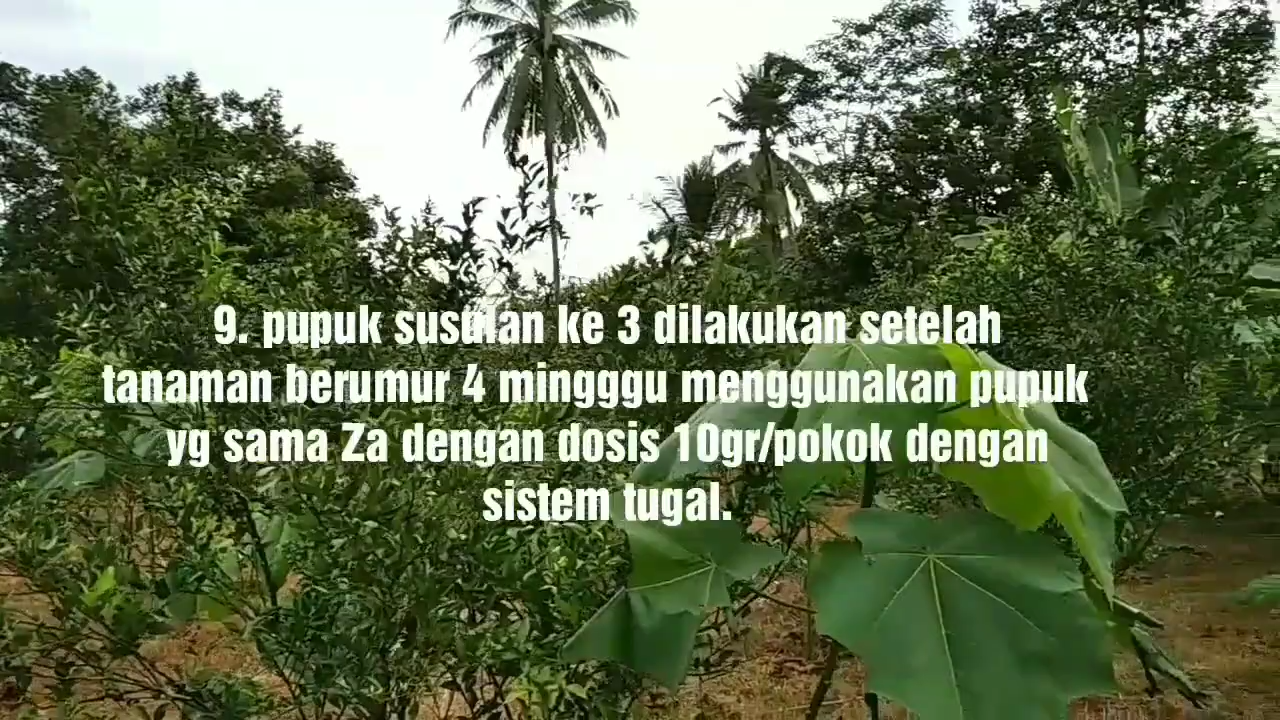 9. pupuk susulan ke 3 dilakukan setelah
tanaman berumur 4 mingggu menggunakan pupuk
yg sama Za dengan dosis 10gr/pokok dengan
sistem tugal.